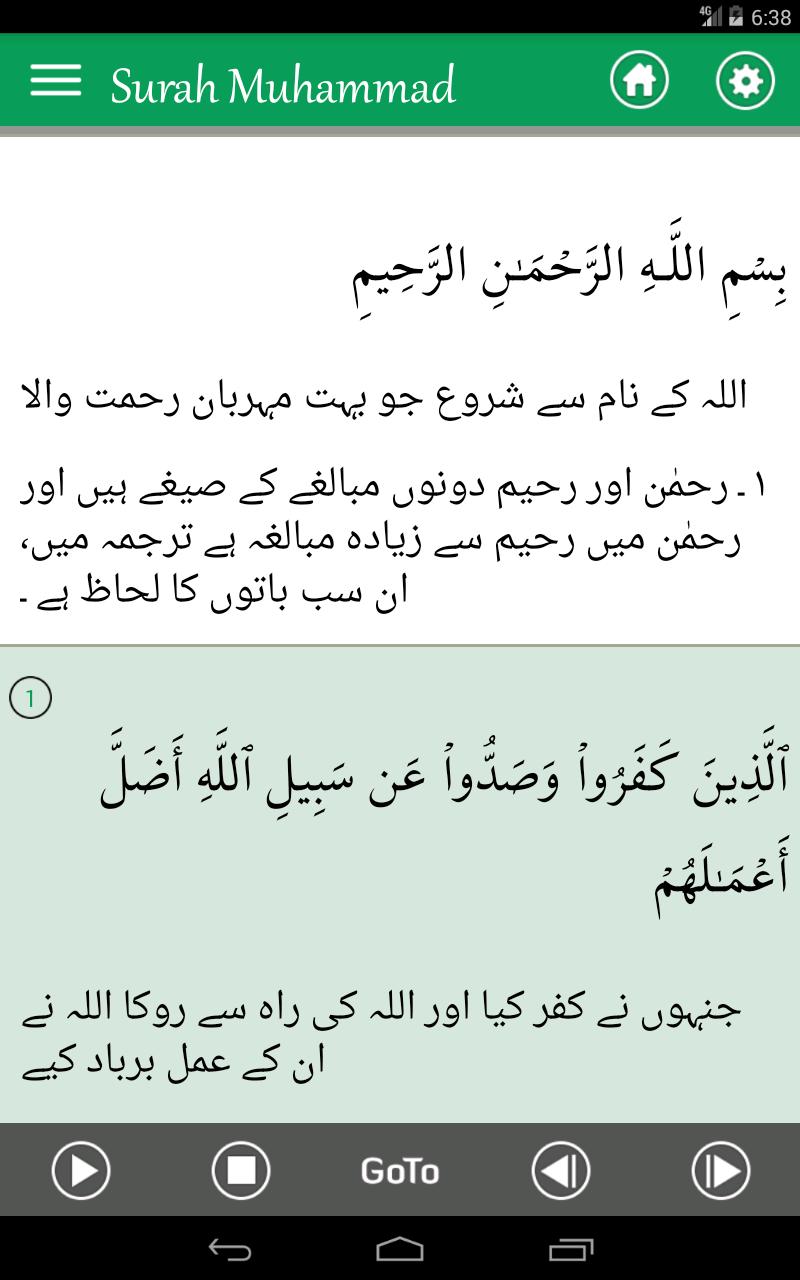 4G 6:38
Surah Muhammad
بِسْمِ اللَّـهِ الرَّحْمَـٰنِ الرَّحِيمِ
اللہ کے نام سے شروع جو بہت مہربان رحمت والا
۱۔ رحمٰن اور رحیم دونوں مبالغے کے صیغے ہیں اور
رحمٰن میں رحیم سے زیادہ مبالغہ ہے ترجمہ میں،
ان سب باتوں کا لحاظ ہے ۔
1
ٱلَّذِينَ كَفَرُوا۟ وَصَدُّوا۟ عَن سَبِيلِ ٱللَّهِ أَضَلَّ
أَعْمَـٰلَهُمْ
جنہوں نے کفر کیا اور اللہ کی راہ سے روکا اللہ نے
ان کے عمل برباد کیے
GoTo